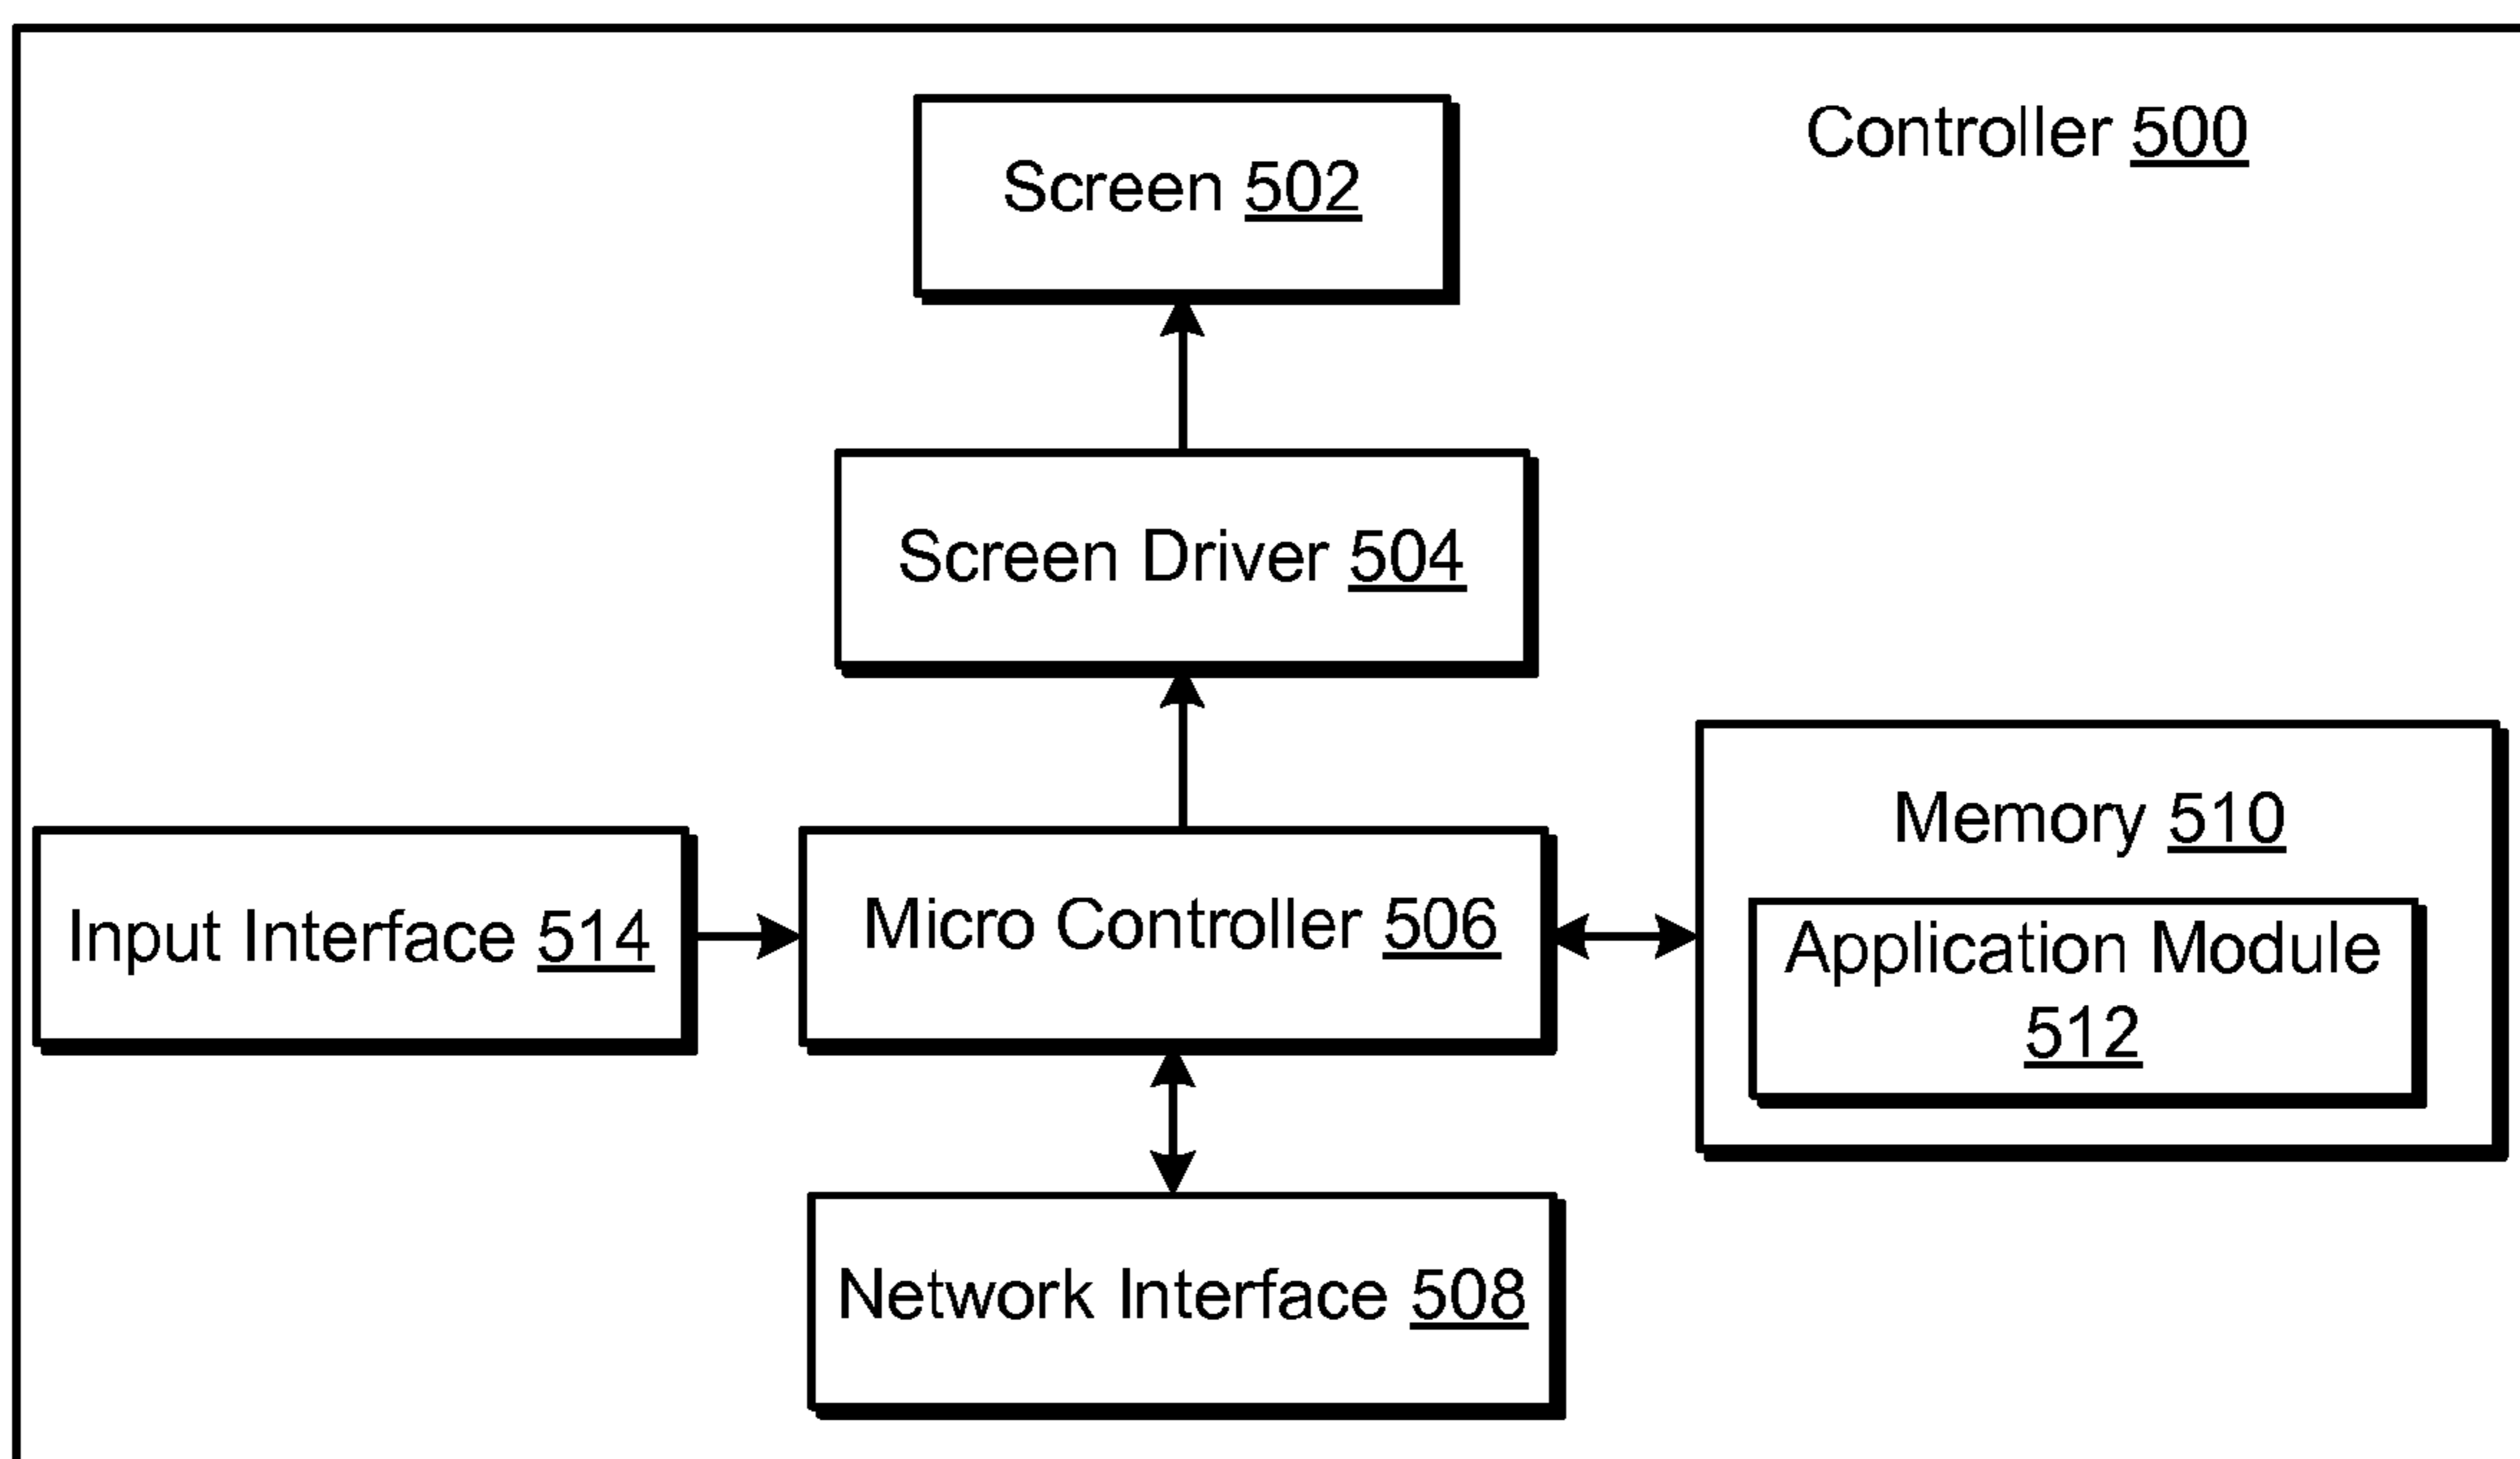 Controller 500
Screen 502
Screen Driver 504
Memory 510
Input Interface 514
Micro Controller 506
Application Module
512
Network Interface 508